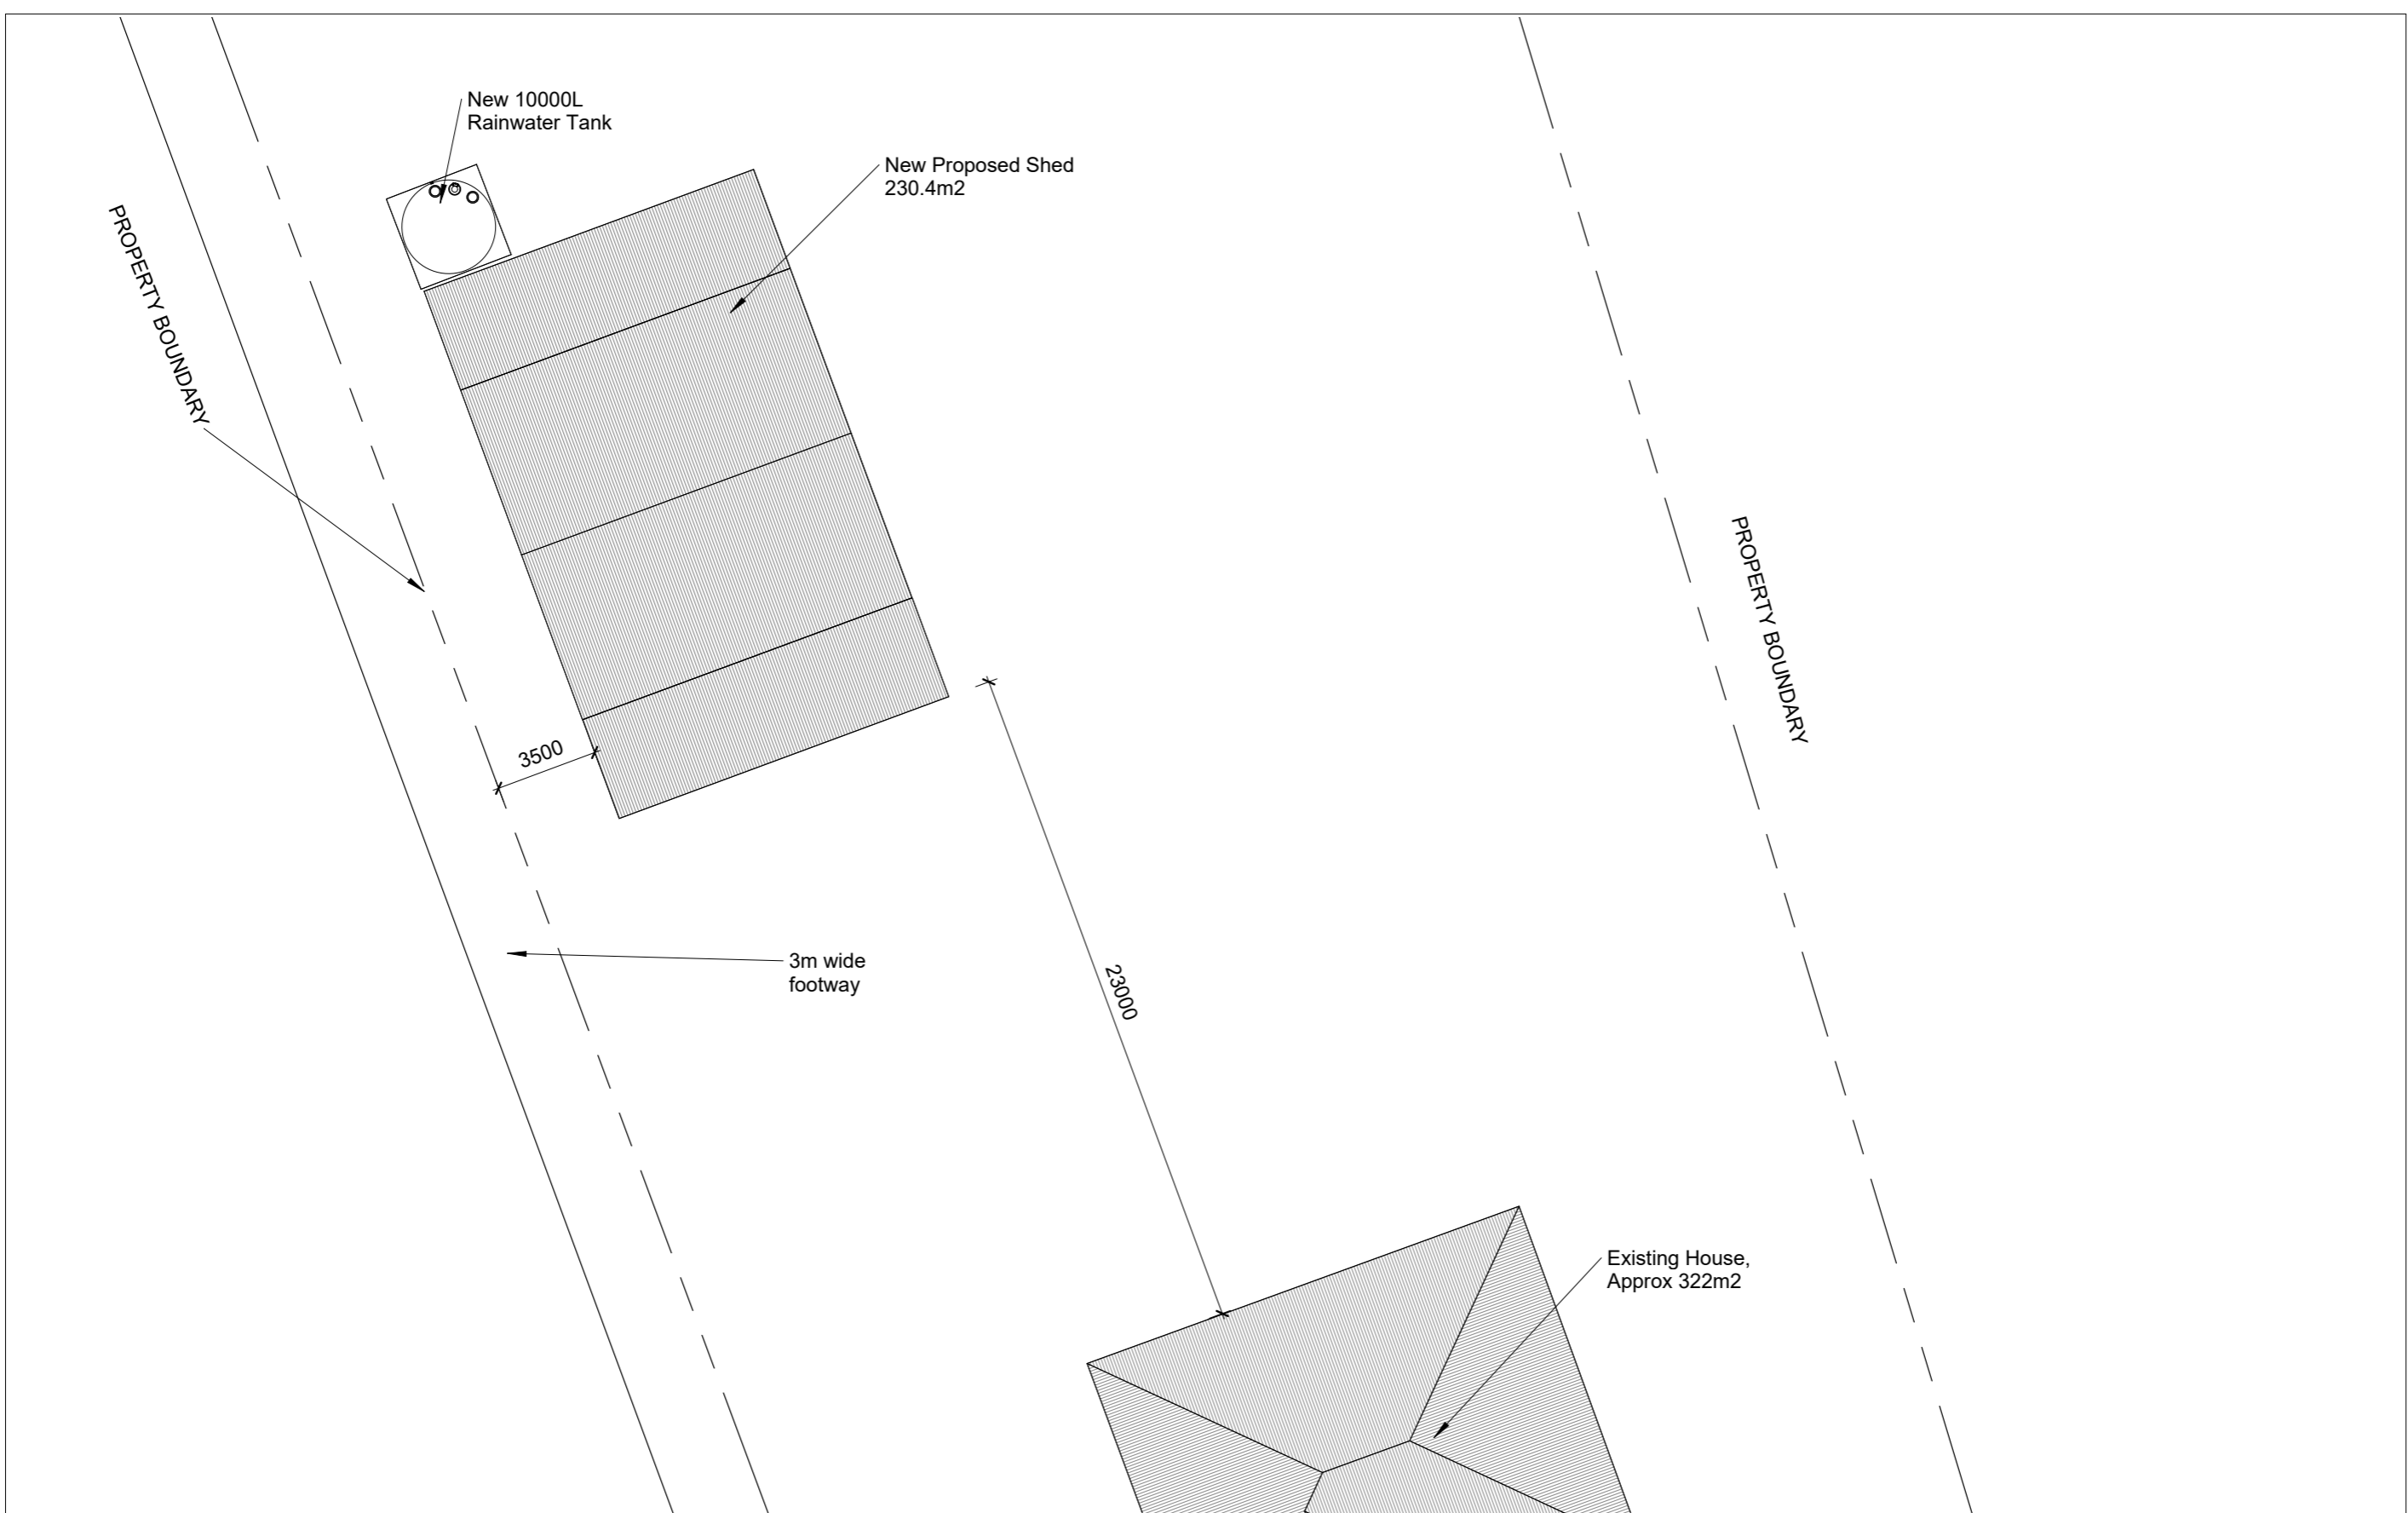 New 10000L
Rainwater Tank
New Proposed Shed
230.4m2
PROPERTY BOUNDARY
PROPERTY BOUNDARY
3500
3m wide
footway
23000
Existing House,
Approx 322m2